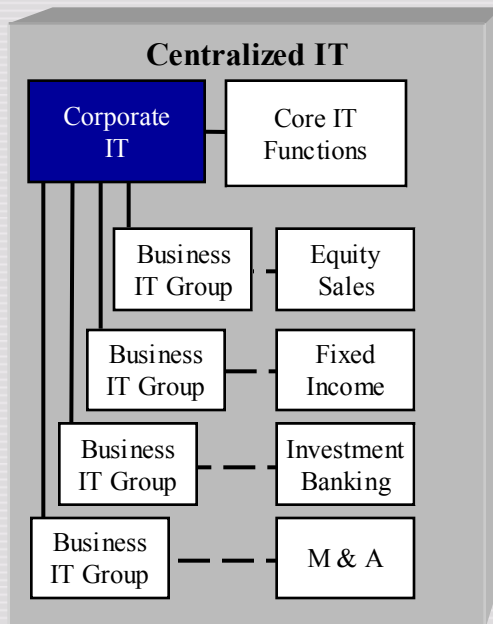 Centralized IT
Corporate
IT
Core IT
Functions
Business
IT Group
Equity
Sales
Business
IT Group
Fixed
Income
Business
IT Group
Investment
Banking
Business
IT Group
M & A